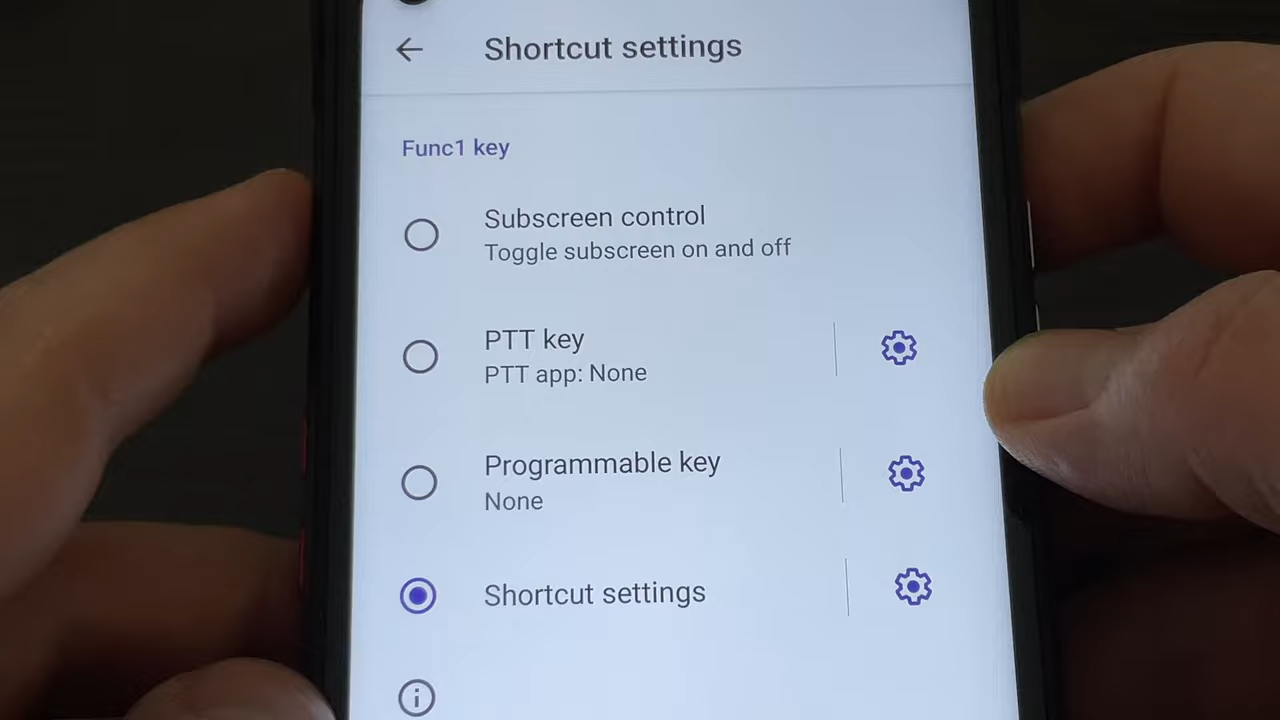 Shortcut settings
Func1 key
Subscreen control
Toggle subscreen on and off
PTT key
PTT app: None
Programmable key
None
Shortcut settings